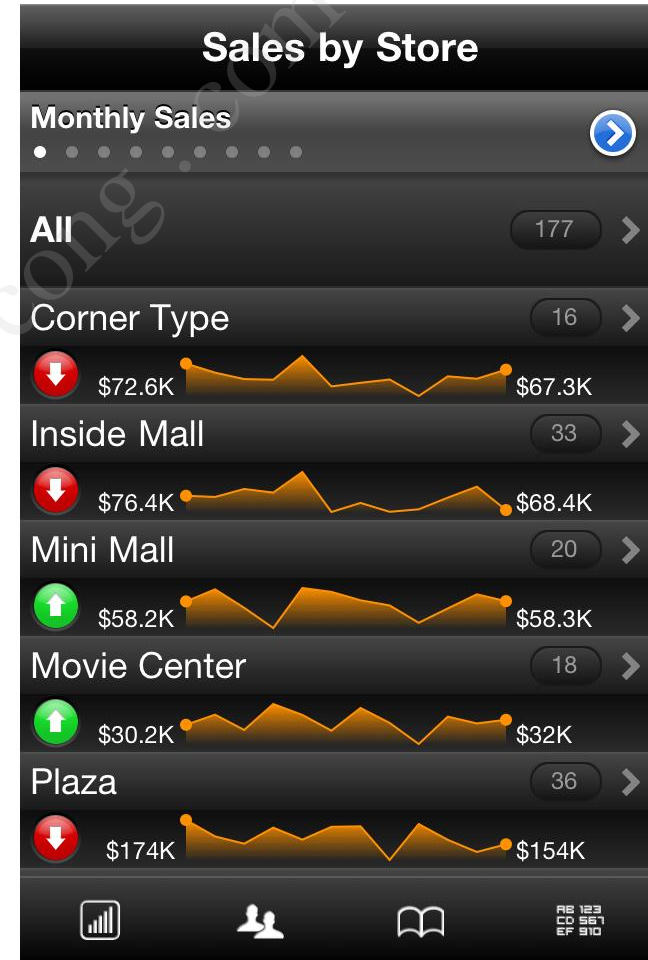 Sales by Store
Monthly Sales
All 177
Corner Type 16
$72.6K $67.3K
Inside Mall 33
$76.4K $68.4K
Mini Mall 20
$58.2K $58.3K
Movie Center 18
$30.2K $32K
Plaza 36
$174K $154K
AB 123
CD 567
EF 910
cong.com